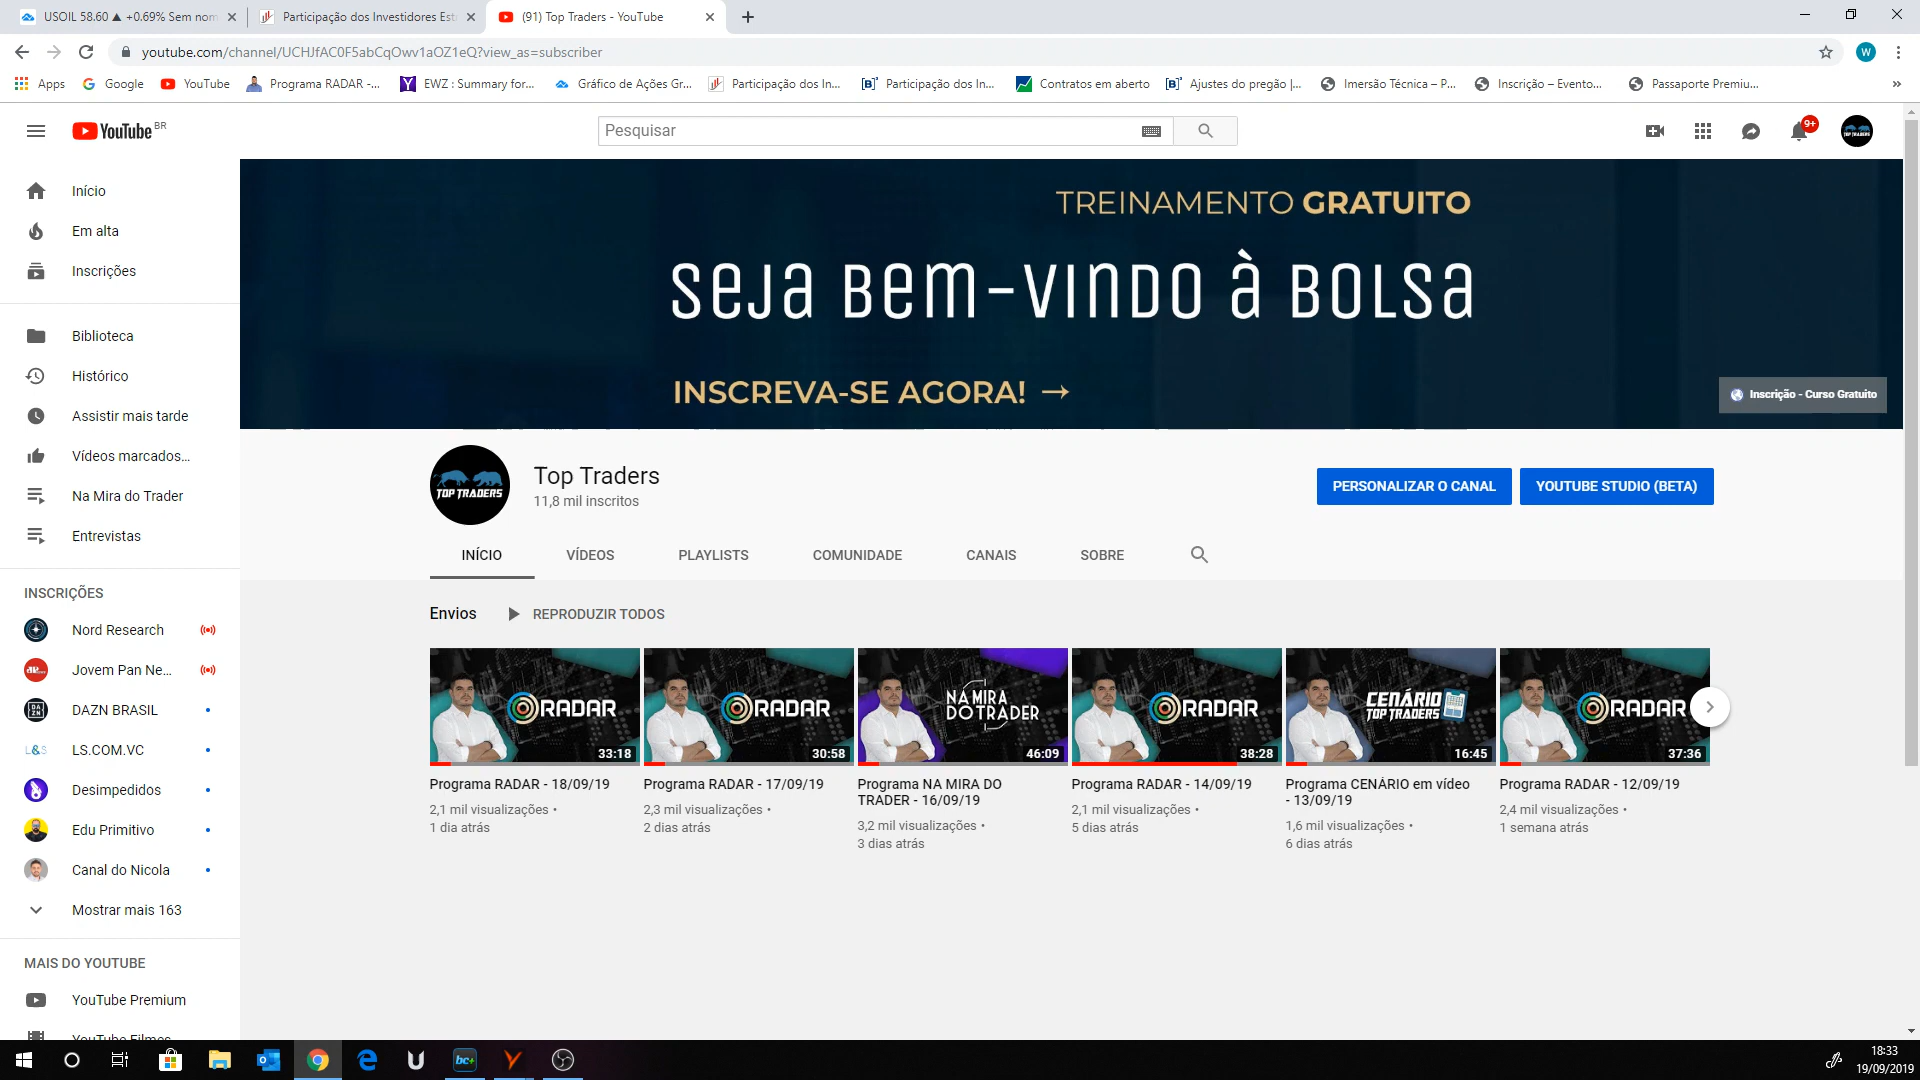 USOIL 58.60 ▲ +0.69% Sem nom
Participação dos Investidores Estr
(91) Top Traders - YouTube
youtube.com/channel/UCHJfAC0F5abCqOwv1aOZ1eQ?view_as=subscriber
Apps
Google
YouTube
Programa RADAR -...
EWZ : Summary for...
Gráfico de Ações Gr...
Participação dos In...
Participação dos In...
Contratos em aberto
Ajustes do pregão |...
Imersão Técnica – P...
Inscrição – Evento...
Passaporte Premiu...
YouTube BR
Pesquisar
9+
Início
Em alta
Inscrições
Biblioteca
Histórico
Assistir mais tarde
Vídeos marcados...
Na Mira do Trader
Entrevistas
INSCRIÇÕES
Nord Research
Jovem Pan Ne...
DAZN BRASIL
LS.COM.VC
Desimpedidos
Edu Primitivo
Canal do Nicola
Mostrar mais 163
MAIS DO YOUTUBE
YouTube Premium
YouTube Filmes
TREINAMENTO GRATUITO
SEJA BEM-VINDO À BOLSA
INSCREVA-SE AGORA! →
Inscrição - Curso Gratuito
TOP TRADERS
Top Traders
11,8 mil inscritos
PERSONALIZAR O CANAL
YOUTUBE STUDIO (BETA)
INÍCIO
VÍDEOS
PLAYLISTS
COMUNIDADE
CANAIS
SOBRE
Envios
REPRODUZIR TODOS
RADAR
33:18
Programa RADAR - 18/09/19
2,1 mil visualizações •
1 dia atrás
RADAR
30:58
Programa RADAR - 17/09/19
2,3 mil visualizações •
2 dias atrás
NA MIRA
DO TRADER
46:09
Programa NA MIRA DO
TRADER - 16/09/19
3,2 mil visualizações •
3 dias atrás
RADAR
38:28
Programa RADAR - 14/09/19
2,1 mil visualizações •
5 dias atrás
CENÁRIO
TOP TRADERS
16:45
Programa CENÁRIO em vídeo
- 13/09/19
1,6 mil visualizações •
6 dias atrás
RADAR
37:36
Programa RADAR - 12/09/19
2,4 mil visualizações •
1 semana atrás
18:33
19/09/2019